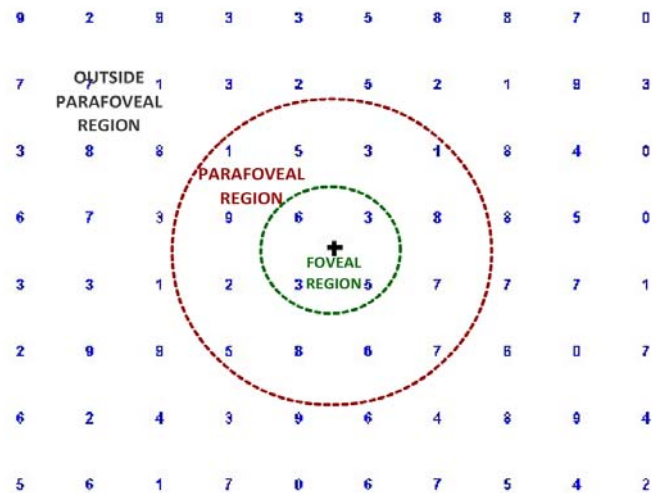 9 2 9 3 3 5 8 8 7 0
OUTSIDE
7 7 1 3 2 5 2 1 9 3
PARAFOVEAL
REGION
3 8 8 1 5 3 1 8 4 0
PARAFOVEAL
REGION
6 7 3 9 6 3 8 8 5 0
FOVEAL
REGION
3 3 1 2 3 5 7 7 7 1
2 9 9 5 8 6 7 6 0 7
6 2 4 3 9 6 4 8 9 4
5 6 1 7 0 6 7 5 4 2